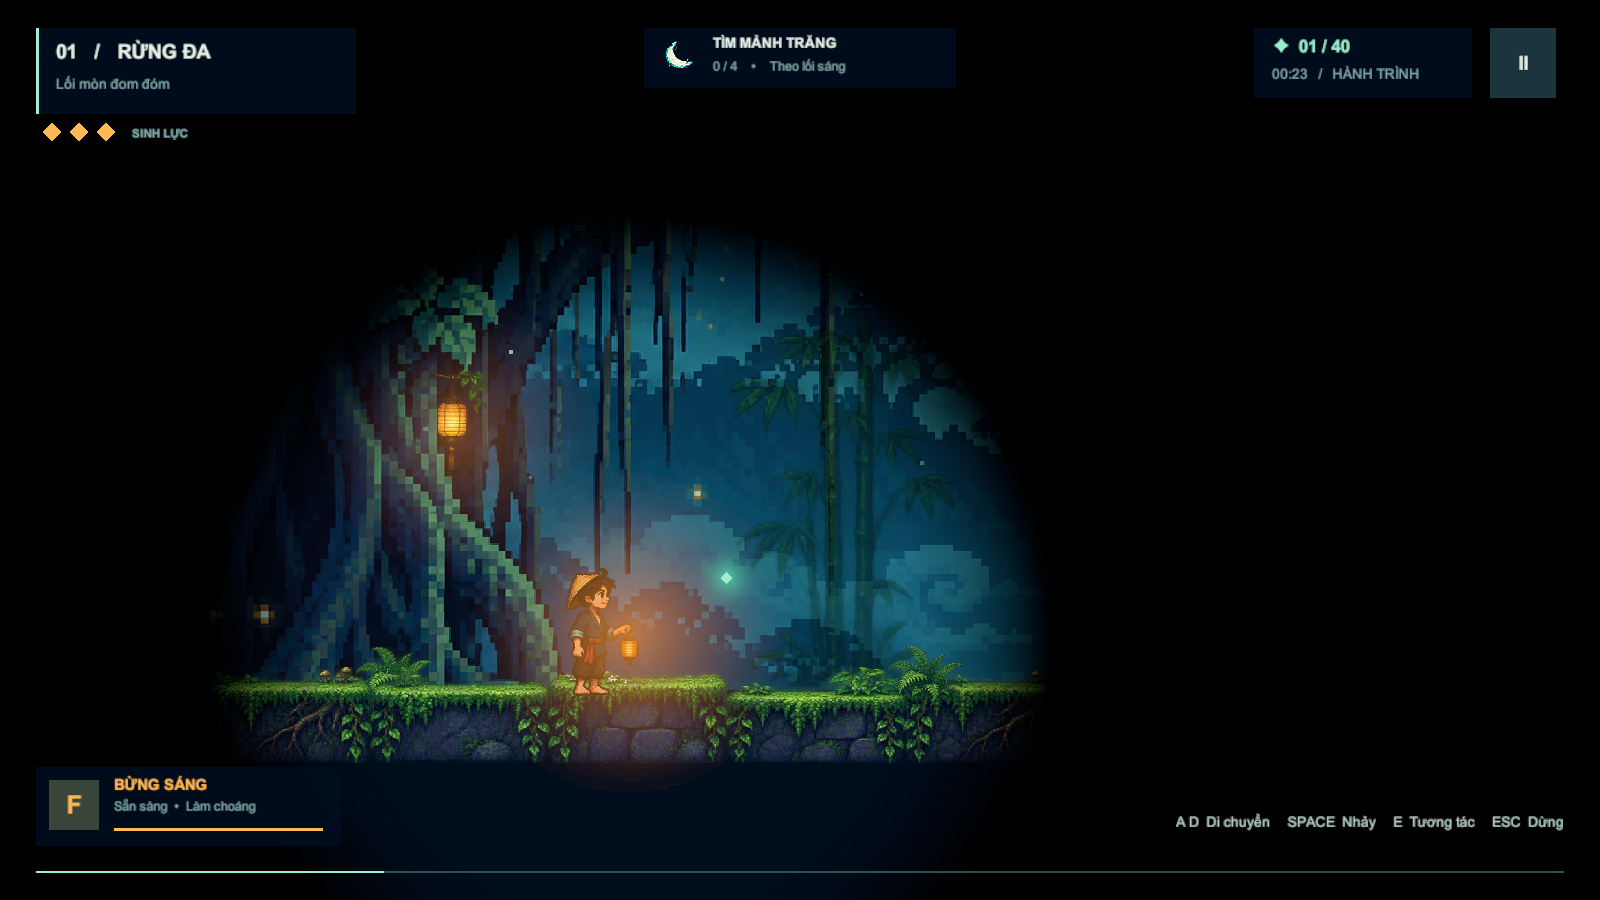 01 / RỪNG ĐA
Lối mòn đom đóm
SINH LỰC
TÌM MẢNH TRĂNG
0 / 4 • Theo lối sáng
01 / 40
00:23 / HÀNH TRÌNH
F
BỪNG SÁNG
Sẵn sàng • Làm choáng
A D Di chuyển SPACE Nhảy E Tương tác ESC Dừng